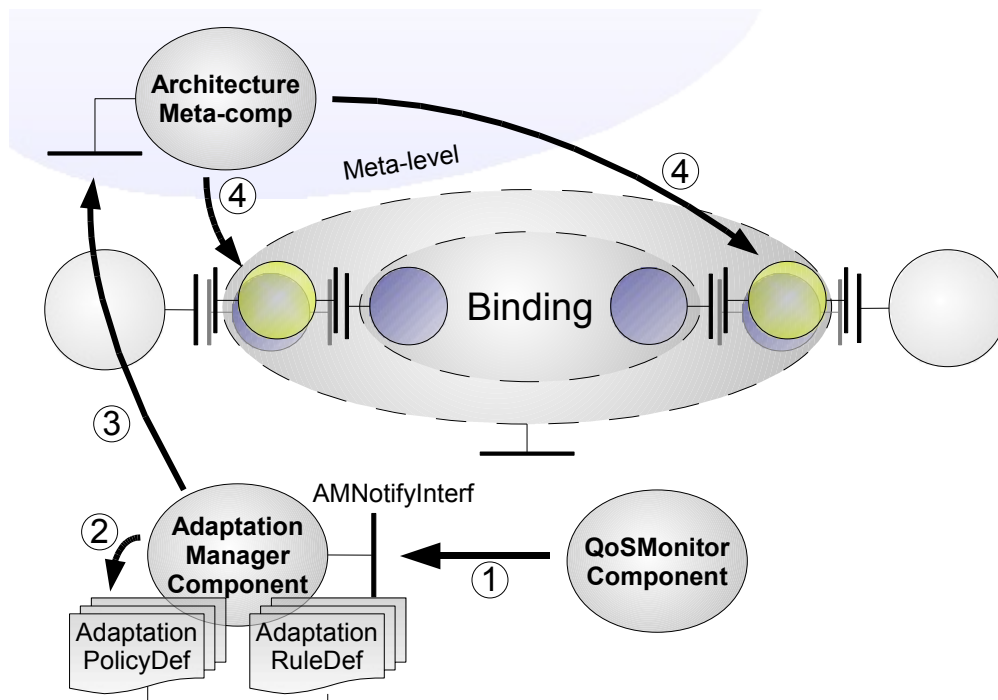 Architecture
Meta-comp
Meta-level
4
4
Binding
3
AMNotifyInterf
2
Adaptation
Manager
Component
1
QoSMonitor
Component
Adaptation
PolicyDef
Adaptation
RuleDef